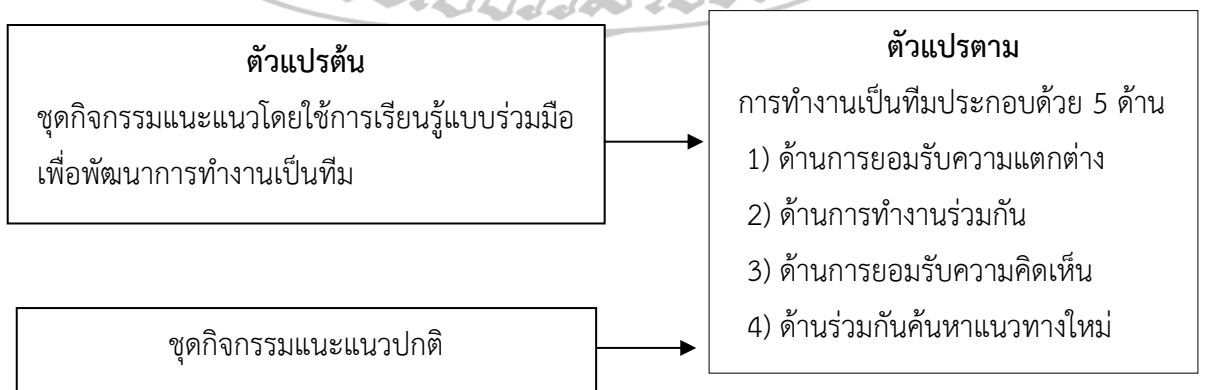 ตัวแปรต้น
ชุดกิจกรรมแนะแนวโดยใช้การเรียนรู้แบบร่วมมือ
เพื่อพัฒนาการทำงานเป็นทีม
ชุดกิจกรรมแนะแนวปกติ
ตัวแปรตาม
การทำงานเป็นทีมประกอบด้วย 5 ด้าน
1) ด้านการยอมรับความแตกต่าง
2) ด้านการทำงานร่วมกัน
3) ด้านการยอมรับความคิดเห็น
4) ด้านร่วมกันค้นหาแนวทางใหม่